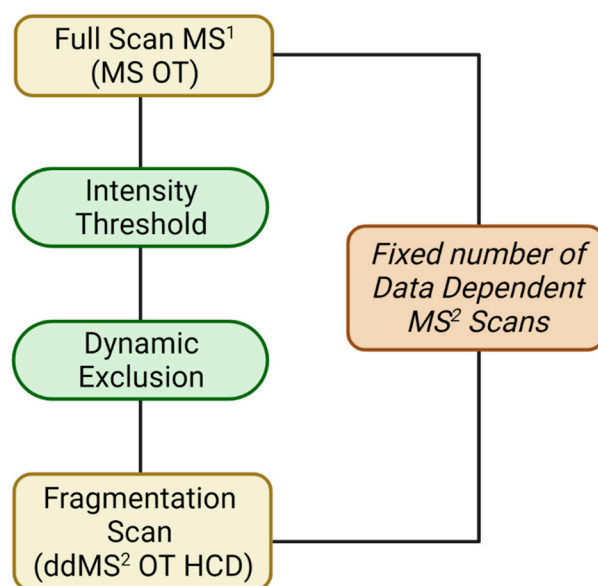 Full Scan MS¹
(MS OT)
Intensity
Threshold
Fixed number of
Data Dependent
MS² Scans
Dynamic
Exclusion
Fragmentation
Scan
(ddMS² OT HCD)